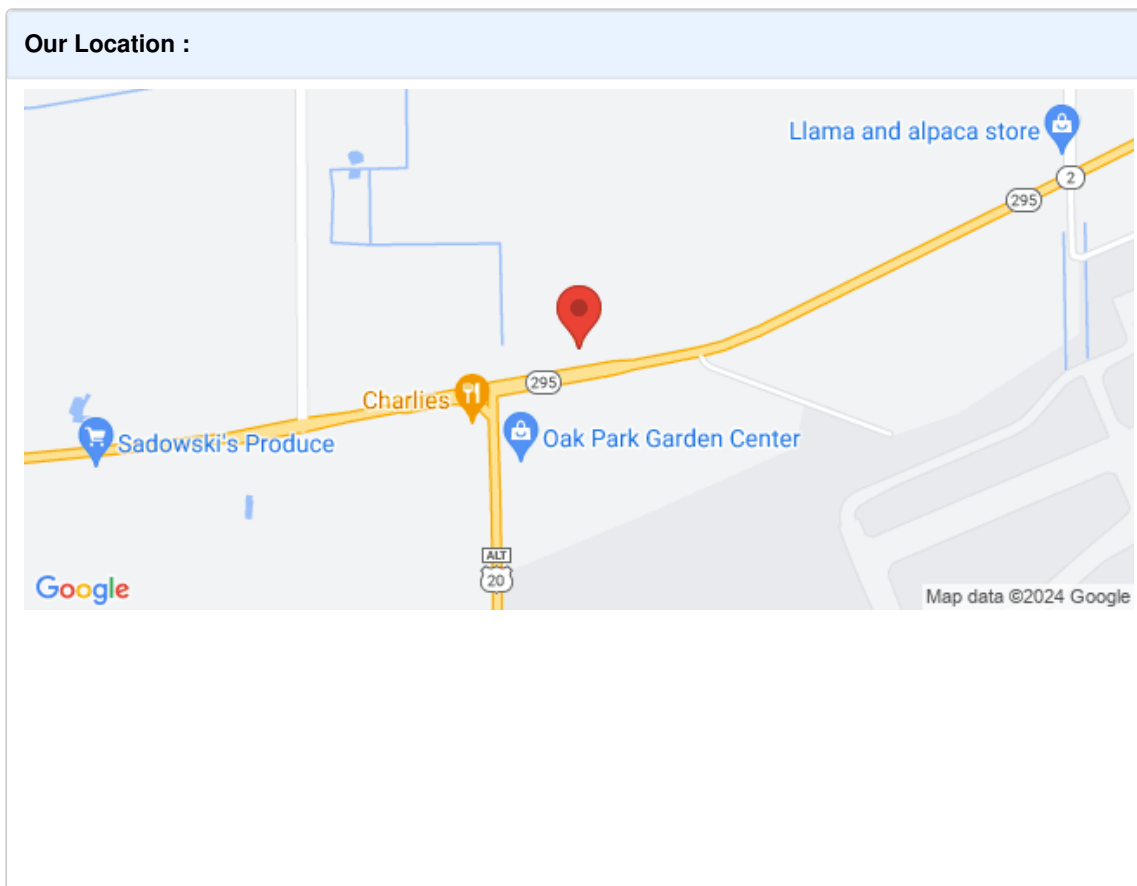 Our Location :
Llama and alpaca store
2
295
295
Charlies
Oak Park Garden Center
Sadowski's Produce
ALT
20
Google
Map data ©2024 Google